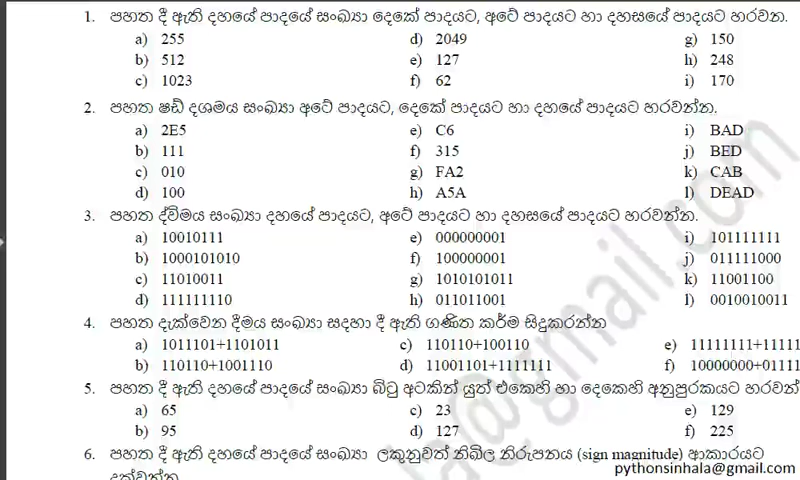 1. පහත දී ඇති දහයේ පාදයේ සංඛ්‍යා දෙකේ පාදයට, අටේ පාදයට හා දහසයේ පාදයට හරවන.
a) 255 d) 2049 g) 150
b) 512 e) 127 h) 248
c) 1023 f) 62 i) 170
2. පහත ෂඩ් දශමය සංඛ්‍යා අටේ පාදයට, දෙකේ පාදයට හා දහයේ පාදයට හරවන්න.
a) 2E5 e) C6 i) BAD
b) 111 f) 315 j) BED
c) 010 g) FA2 k) CAB
d) 100 h) A5A l) DEAD
3. පහත ද්විමය සංඛ්‍යා දහයේ පාදයට, අටේ පාදයට හා දහසයේ පාදයට හරවන්න.
a) 10010111 e) 000000001 i) 101111111
b) 1000101010 f) 100000001 j) 011111000
c) 11010011 g) 1010101011 k) 11001100
d) 111111110 h) 011011001 l) 0010010011
4. පහත දැක්වෙන දීමය සංඛ්‍යා සදහා දී ඇති ගණිත කර්ම සිදුකරන්න
a) 1011101+1101011 c) 110110+100110 e) 11111111+11111
b) 110110+1001110 d) 11001101+1111111 f) 10000000+01111
5. පහත දී ඇති දහයේ පාදයේ සංඛ්‍යා බිටු අටකින් යුත් එකෙහි හා දෙකෙහි අනුපුරකයට හරවන්
a) 65 c) 23 e) 129
b) 95 d) 127 f) 225
6. පහත දී ඇති දහයේ පාදයේ සංඛ්‍යා ලකුනුවත් නිඛිල නිරුපනය (sign magnitude) ආකාරයට
දක්වන්න
pythonsinhala@gmail.com
la@gmail.com